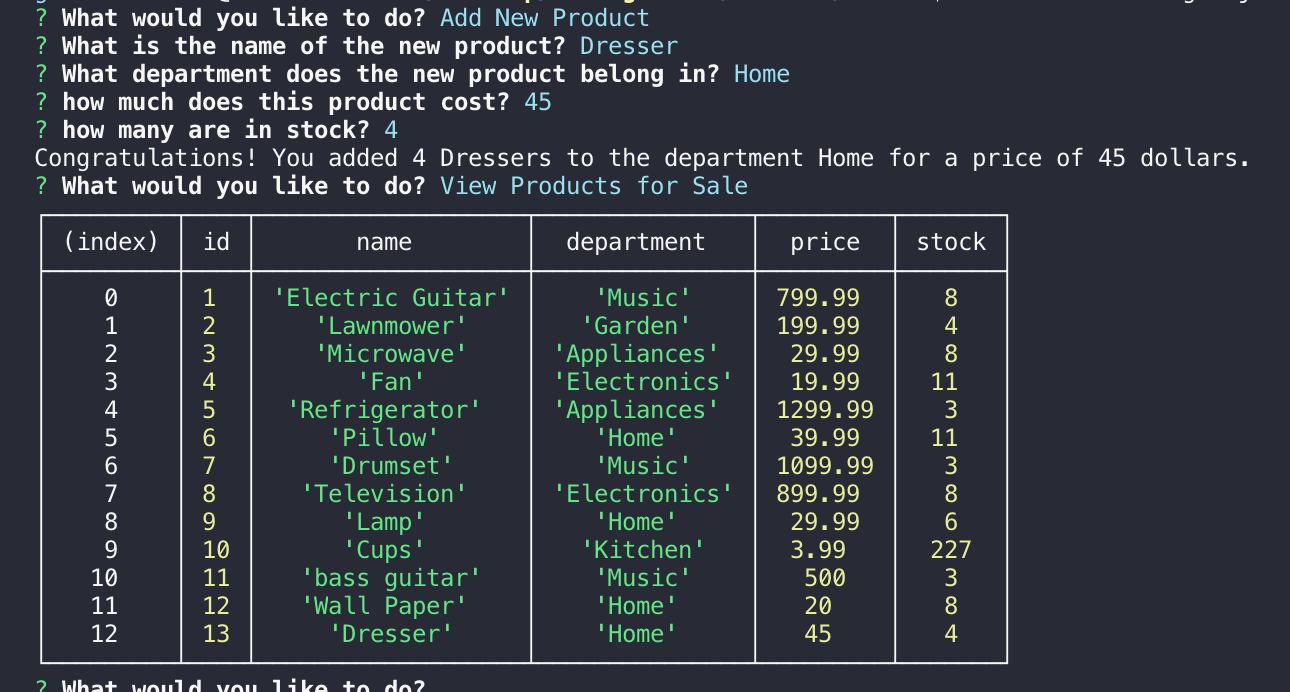 ? What would you like to do? Add New Product
? What is the name of the new product? Dresser
? What department does the new product belong in? Home
? how much does this product cost? 45
? how many are in stock? 4
Congratulations! You added 4 Dressers to the department Home for a price of 45 dollars.
? What would you like to do? View Products for Sale
(index) id name department price stock
0 1 'Electric Guitar' 'Music' 799.99 8
1 2 'Lawnmower' 'Garden' 199.99 4
2 3 'Microwave' 'Appliances' 29.99 8
3 4 'Fan' 'Electronics' 19.99 11
4 5 'Refrigerator' 'Appliances' 1299.99 3
5 6 'Pillow' 'Home' 39.99 11
6 7 'Drumset' 'Music' 1099.99 3
7 8 'Television' 'Electronics' 899.99 8
8 9 'Lamp' 'Home' 29.99 6
9 10 'Cups' 'Kitchen' 3.99 227
10 11 'bass guitar' 'Music' 500 3
11 12 'Wall Paper' 'Home' 20 8
12 13 'Dresser' 'Home' 45 4
? What would you like to do?